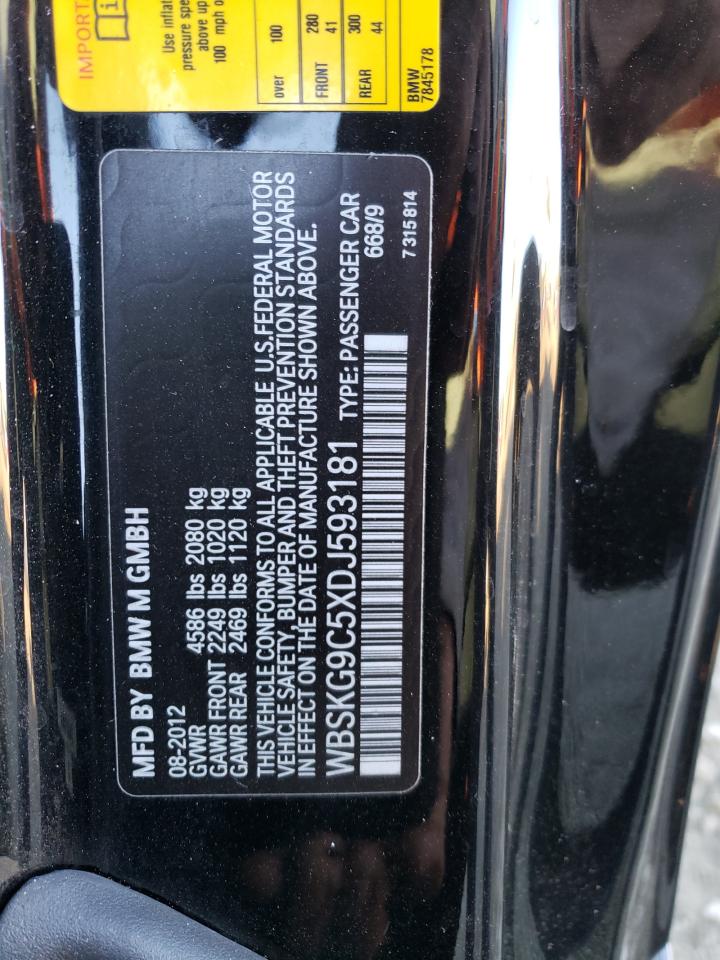 IMPORTA
Use inflat
pressure spe
above up
100 mph o
over 100
FRONT 280 41
REAR 300 44
BMW
7845178
MFD BY BMW M GMBH
08-2012
GVWR 4586 lbs 2080 kg
GAWR FRONT 2249 lbs 1020 kg
GAWR REAR 2469 lbs 1120 kg
THIS VEHICLE CONFORMS TO ALL APPLICABLE U.S.FEDERAL MOTOR
VEHICLE SAFETY, BUMPER AND THEFT PREVENTION STANDARDS
IN EFFECT ON THE DATE OF MANUFACTURE SHOWN ABOVE.
WBSKG9C5XDJ593181 TYPE: PASSENGER CAR
668/9
7315814